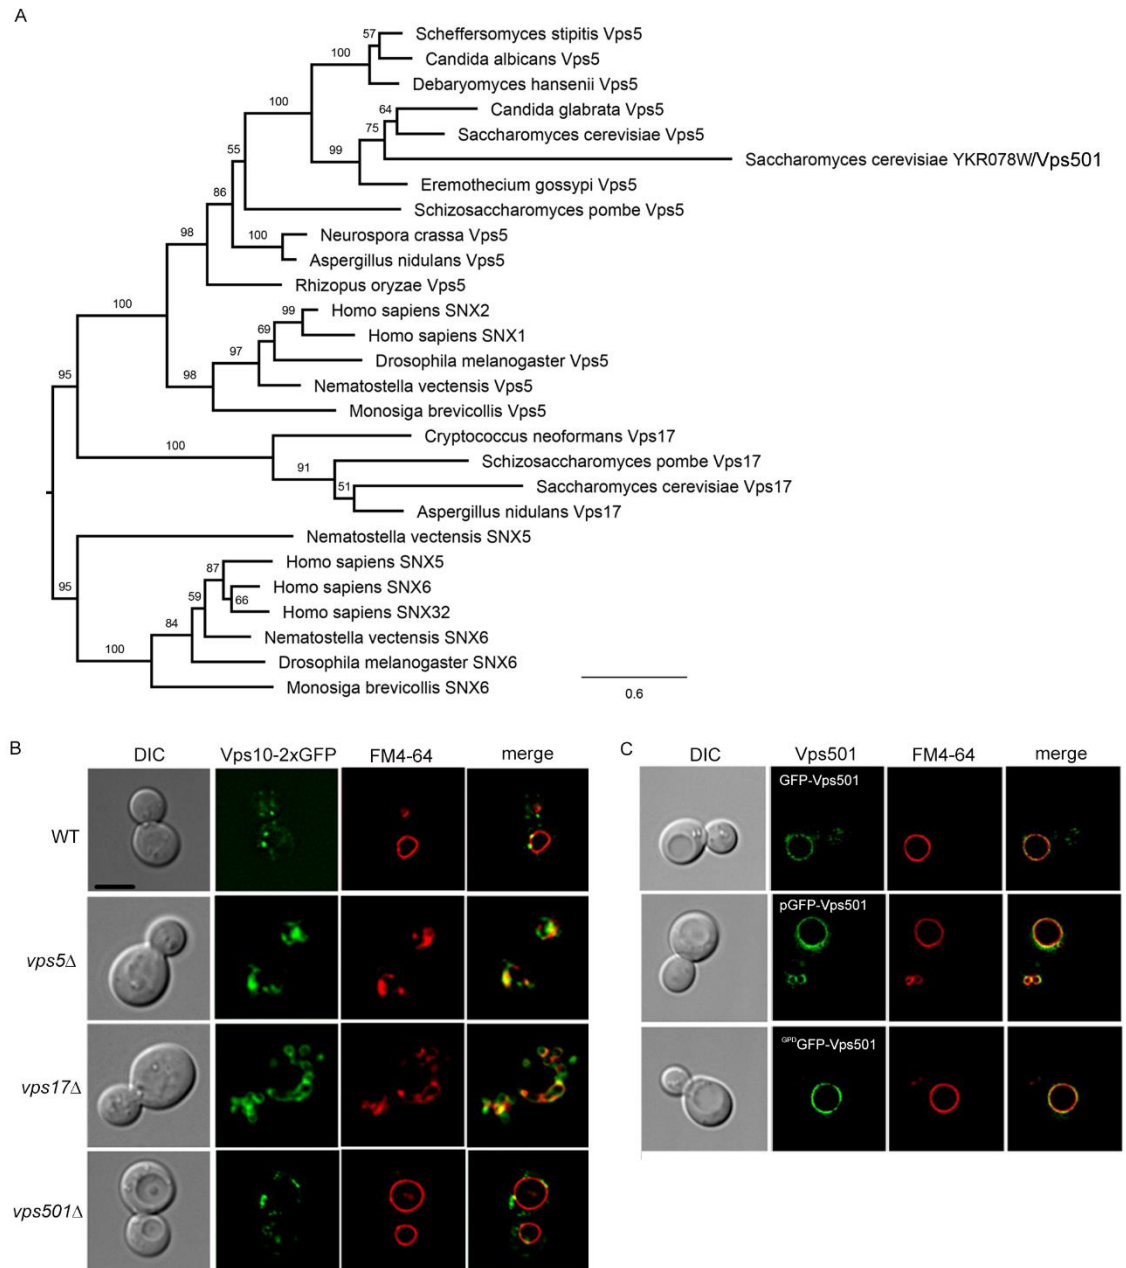 A
57
Scheffersomyces stipitis Vps5
100
Candida albicans Vps5
Debaryomyces hansenii Vps5
100
64
Candida glabrata Vps5
75
Saccharomyces cerevisiae Vps5
55
99
Saccharomyces cerevisiae YKR078W/Vps501
Eremothecium gossypi Vps5
86
Schizosaccharomyces pombe Vps5
98
100
Neurospora crassa Vps5
Aspergillus nidulans Vps5
Rhizopus oryzae Vps5
100
99
Homo sapiens SNX2
69
Homo sapiens SNX1
97
Drosophila melanogaster Vps5
95
98
Nematostella vectensis Vps5
Monosiga brevicollis Vps5
100
Cryptococcus neoformans Vps17
91
Schizosaccharomyces pombe Vps17
51
Saccharomyces cerevisiae Vps17
Aspergillus nidulans Vps17
Nematostella vectensis SNX5
95
87
Homo sapiens SNX5
59
Homo sapiens SNX6
66
Homo sapiens SNX32
84
Nematostella vectensis SNX6
100
Drosophila melanogaster SNX6
Monosiga brevicollis SNX6
0.6
B
DIC Vps10-2xGFP FM4-64 merge
WT
vps5Δ
vps17Δ
vps501Δ
C
DIC Vps501 FM4-64 merge
GFP-Vps501
pGFP-Vps501
GPDGFP-Vps501